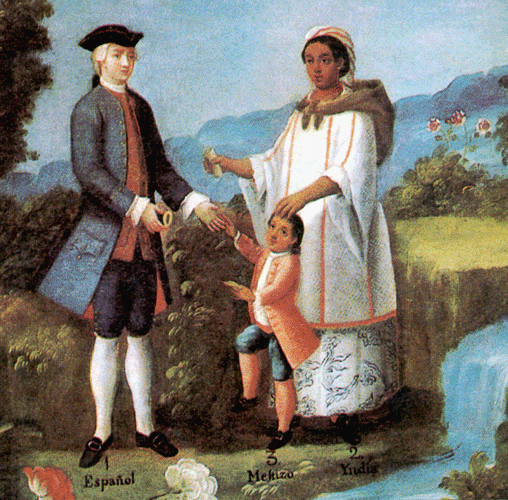 1
Español
3.
Mestizo
2.
Yndia